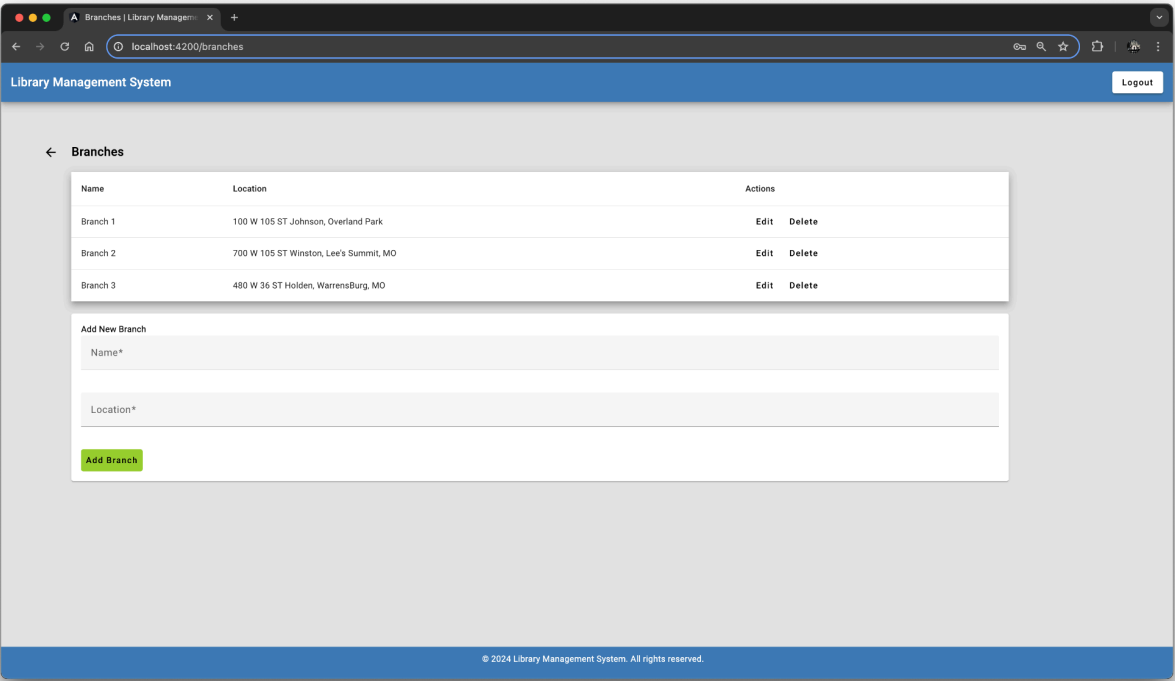 Branches | Library Managem
localhost:4200/branches
Library Management System
Logout
Branches
Name Location Actions
Branch 1 100 W 105 ST Johnson, Overland Park Edit Delete
Branch 2 700 W 105 ST Winston, Lee's Summit, MO Edit Delete
Branch 3 480 W 36 ST Holden, WarrensBurg, MO Edit Delete
Add New Branch
Name*
Location*
Add Branch
© 2024 Library Management System. All rights reserved.